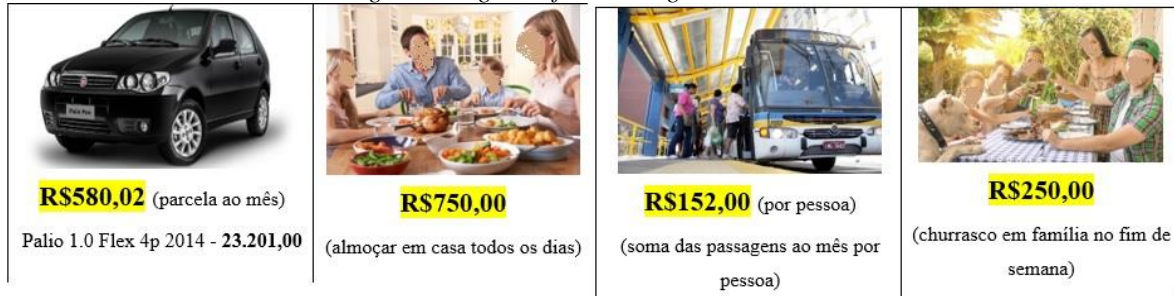 R$580,02 (parcela ao mês)
Palio 1.0 Flex 4p 2014 - 23.201,00
R$750,00
(almoçar em casa todos os dias)
R$152,00 (por pessoa)
(soma das passagens ao mês por
pessoa)
R$250,00
(churrasco em família no fim de
semana)